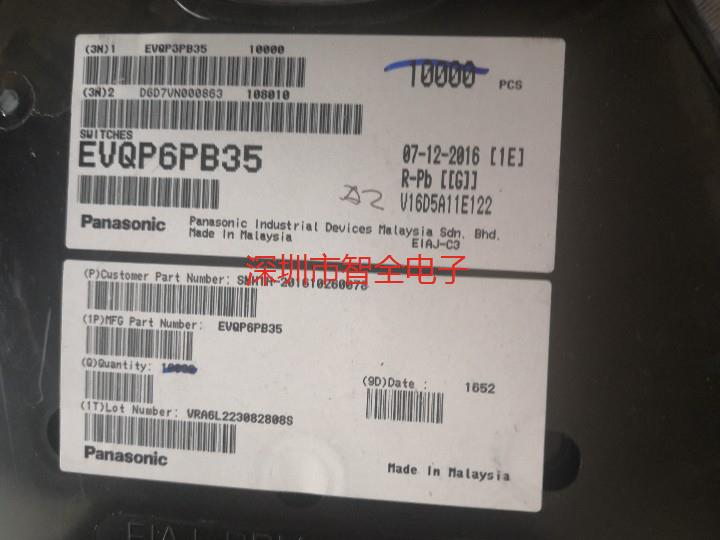 (3N)1 EVQP3PB35 10000
10000 PCS
(3N)2 D6D7VN000863 108010
SWITCHES
EVQP6PB35
07-12-2016 [1E]
R-Pb [[G]]
V16D5A11E122
Panasonic Panasonic Industrial Devices Malaysia Sdn. Bhd.
Made In Malaysia EIAJ-C3
深圳市智全电子
(P)Customer Part Number:
(1P)MFG Part Number: EVQP6PB35
(Q)Quantity: 10000
(9D)Date : 1652
(1T)Lot Number: VRA6L223082808S
Panasonic
Made In Malaysia